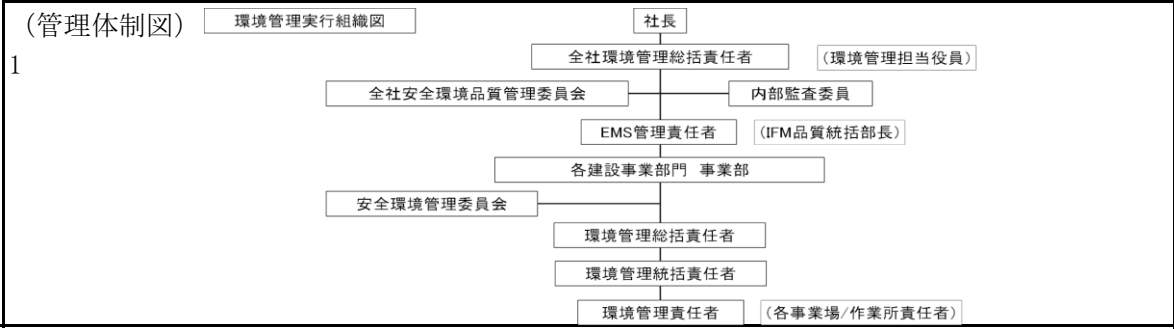 （管理体制図）
環境管理実行組織図
1
社長
全社環境管理総括責任者 （環境管理担当役員）
全社安全環境品質管理委員会 内部監査委員
EMS管理責任者 （IFM品質統括部長）
各建設事業部門 事業部
安全環境管理委員会
環境管理総括責任者
環境管理統括責任者
環境管理責任者 （各事業場/作業所責任者）